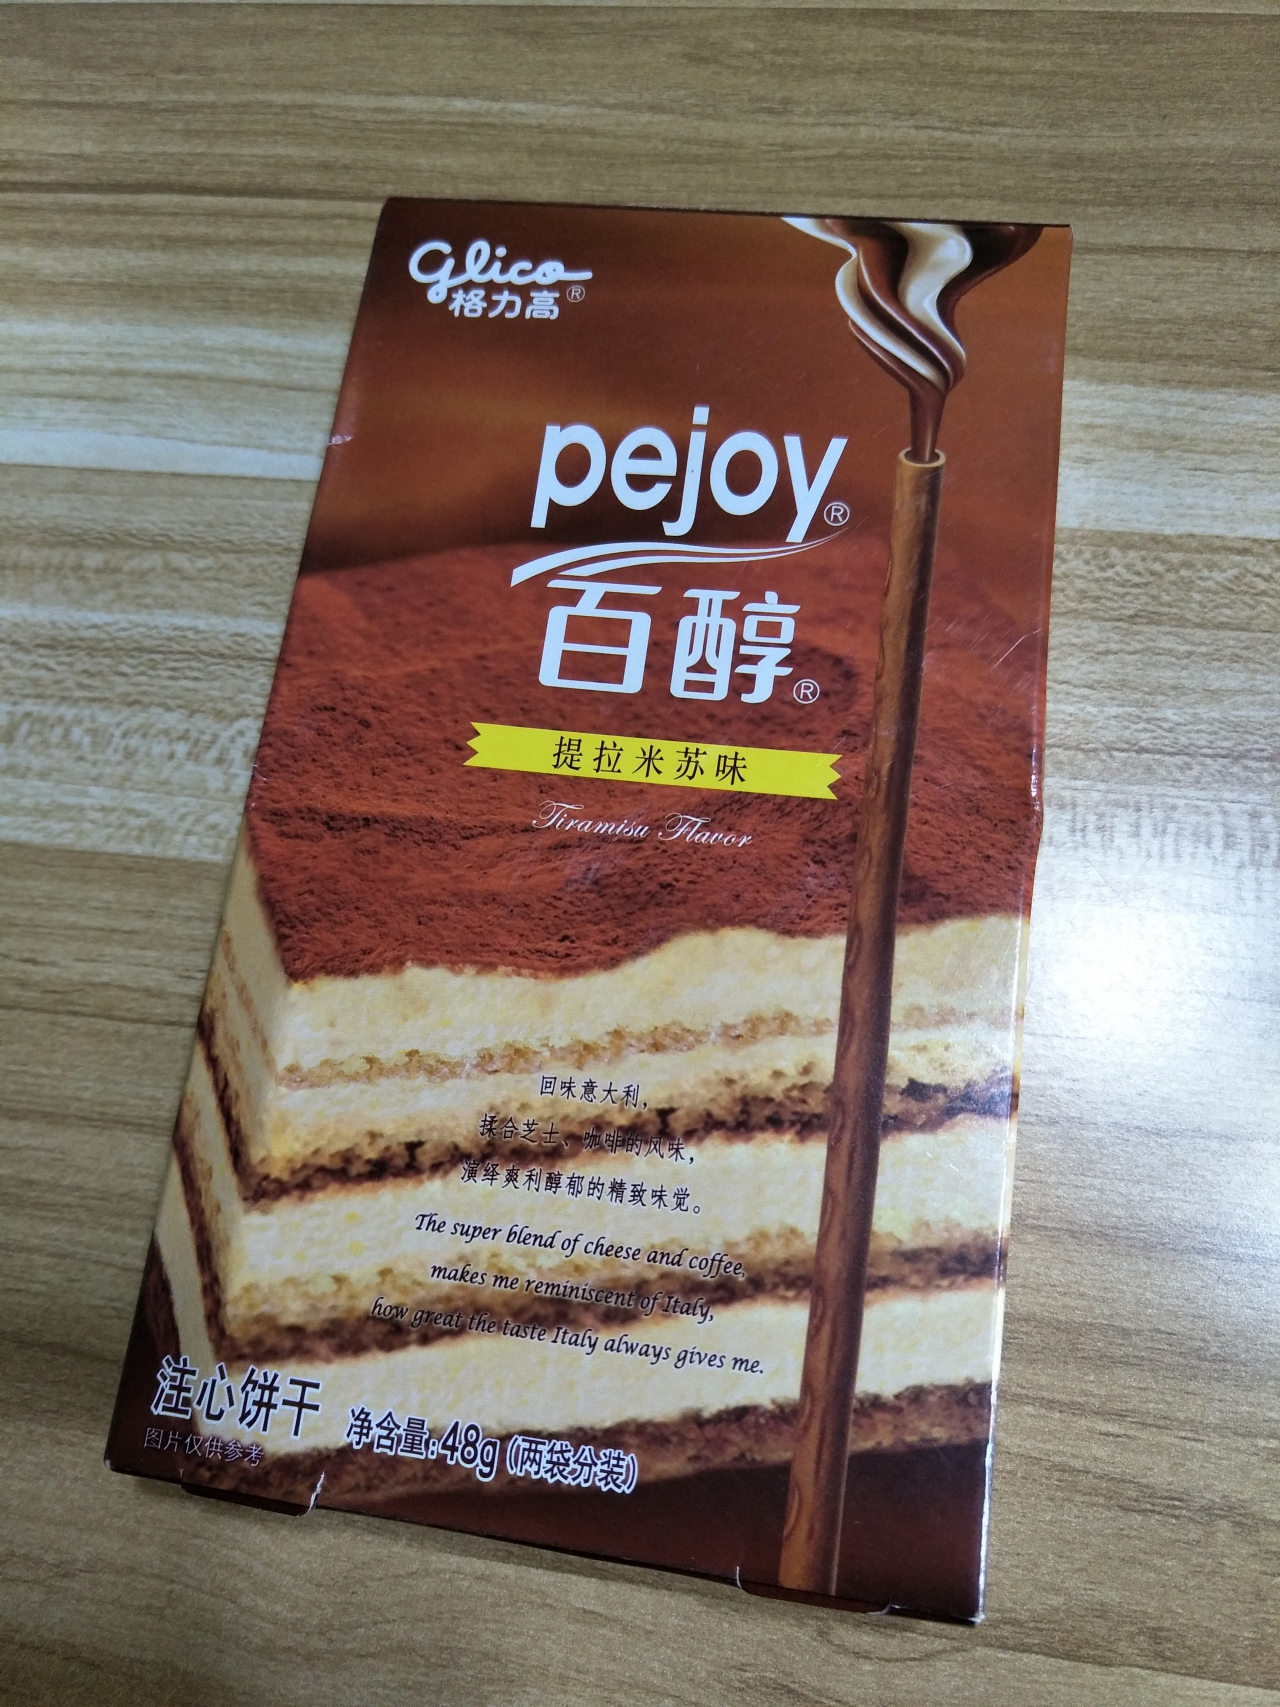 Glico
格力高®
pejoy®
百醇®
提拉米苏味
Tiramisu Flavor
回味意大利，
揉合芝士、咖啡的风味，
演绎爽利醇郁的精致味觉。
The super blend of cheese and coffee,
makes me reminiscent of Italy,
how great the taste Italy always gives me.
注心饼干
图片仅供参考
净含量:48g(两袋分装)